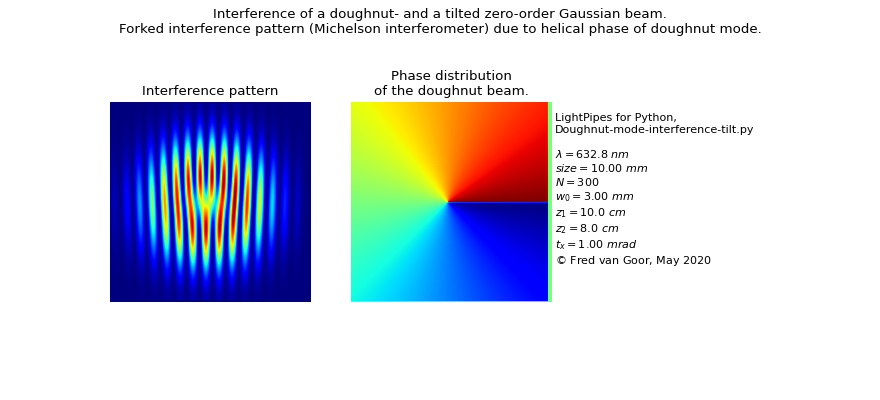 Interference of a doughnut- and a tilted zero-order Gaussian beam.
Forked interference pattern (Michelson interferometer) due to helical phase of doughnut mode.
Interference pattern
Phase distribution
of the doughnut beam.
LightPipes for Python,
Doughnut-mode-interference-tilt.py
λ = 632.8 nm
size = 10.00 mm
N = 300
w₀ = 3.00 mm
z₁ = 10.0 cm
z₂ = 8.0 cm
tₓ = 1.00 mrad
© Fred van Goor, May 2020